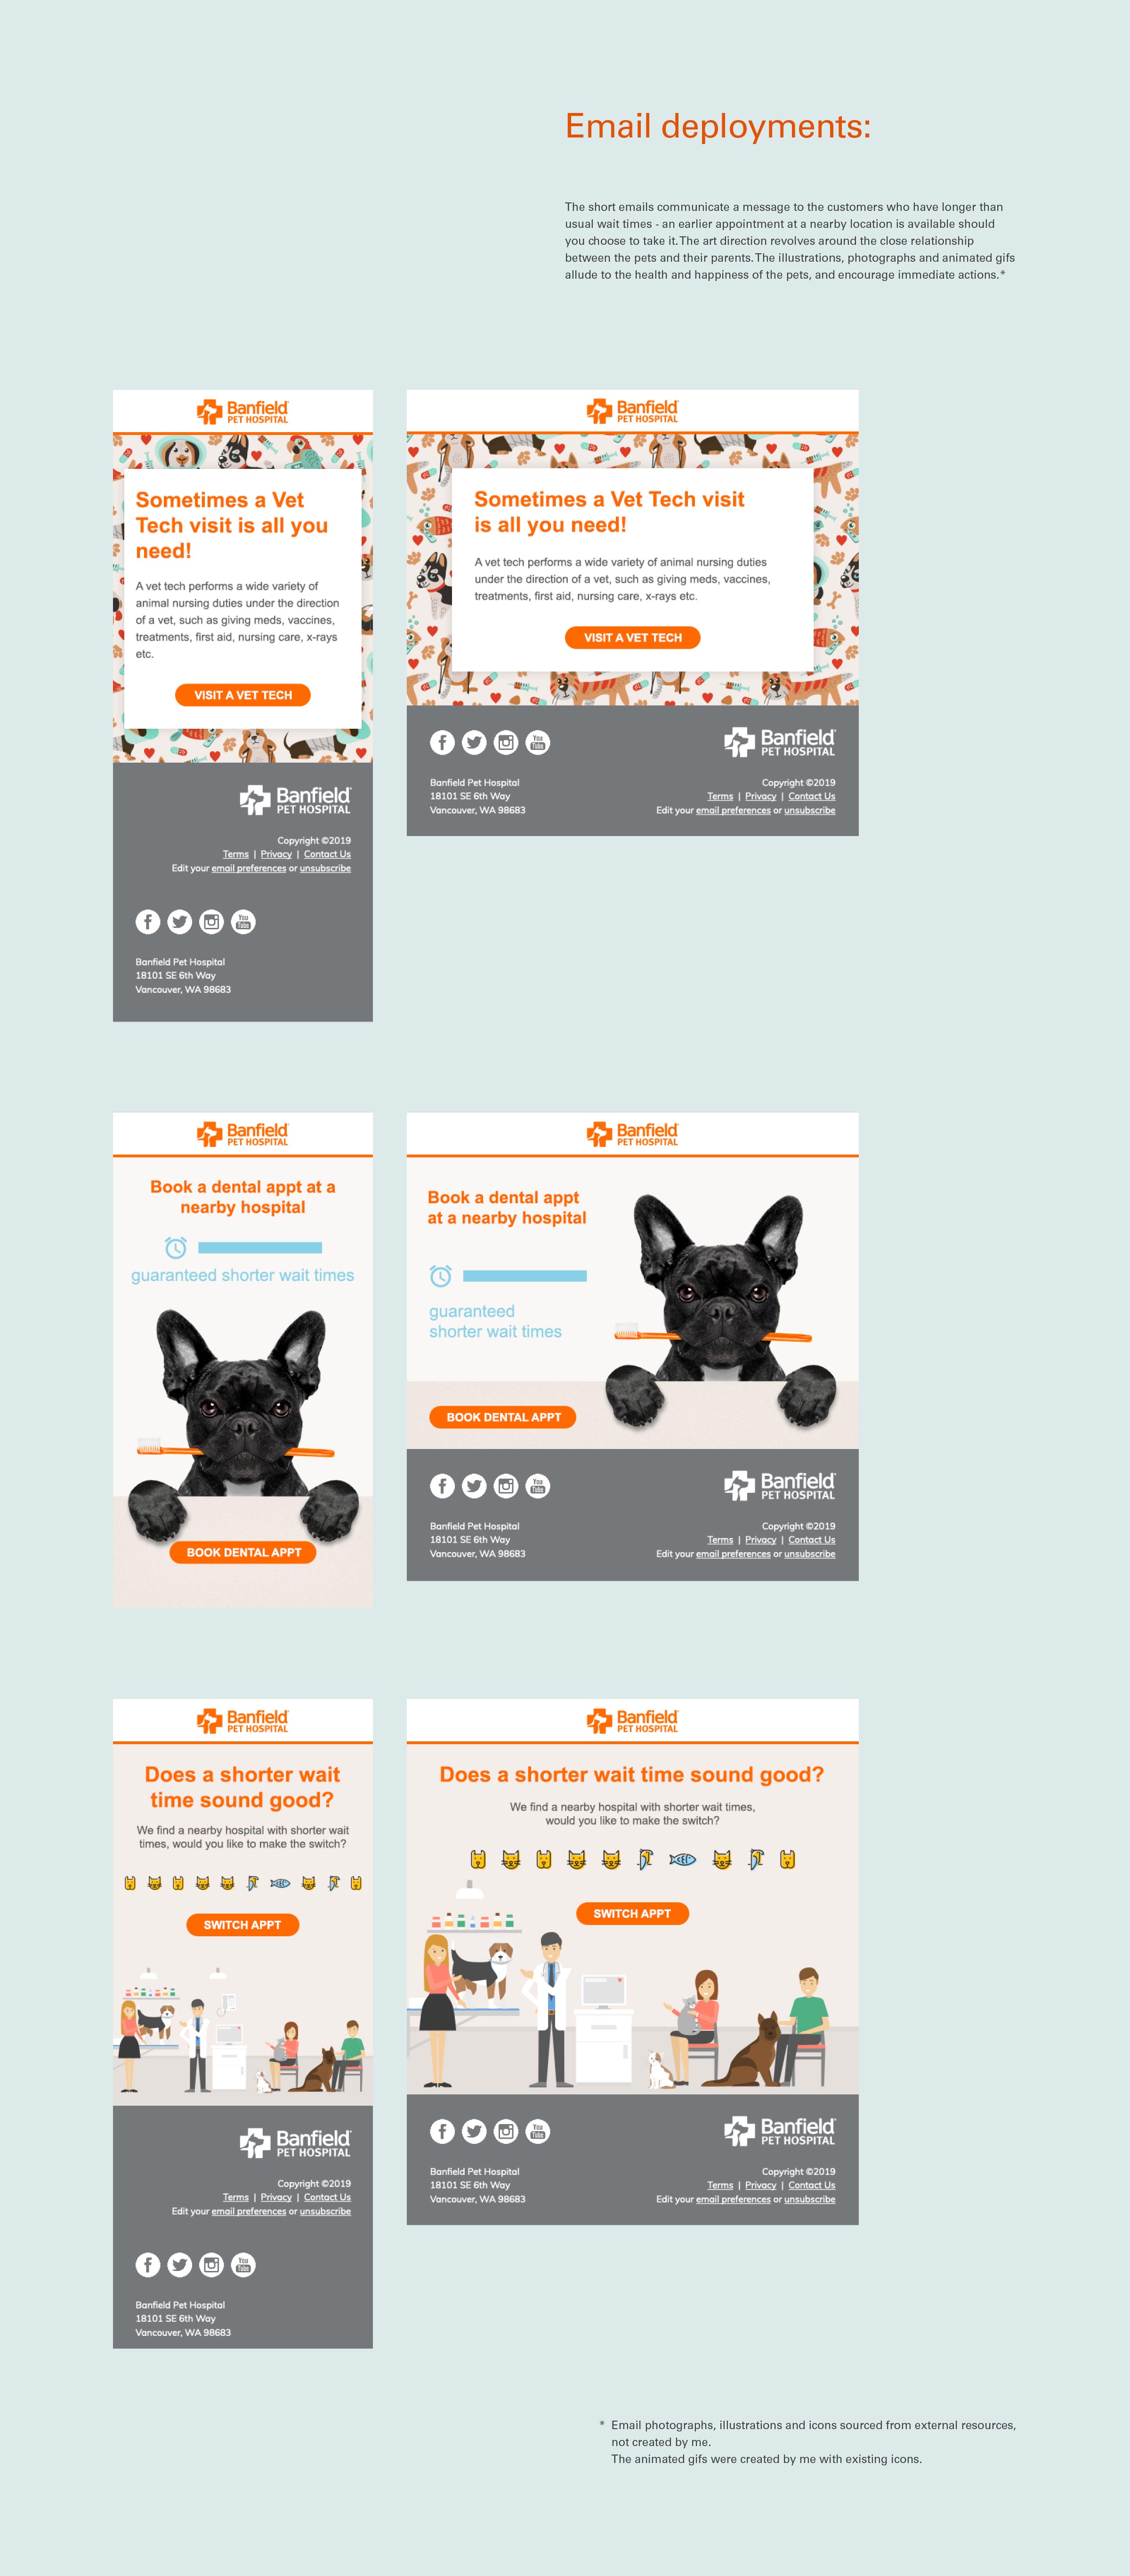 Email deployments:
The short emails communicate a message to the customers who have longer than
usual wait times - an earlier appointment at a nearby location is available should
you choose to take it. The art direction revolves around the close relationship
between the pets and their parents. The illustrations, photographs and animated gifs
allude to the health and happiness of the pets, and encourage immediate actions.*
Banfield
PET HOSPITAL
Sometimes a Vet
Tech visit is all you
need!
A vet tech performs a wide variety of
animal nursing duties under the direction
of a vet, such as giving meds, vaccines,
treatments, first aid, nursing care, x-rays
etc.
VISIT A VET TECH
Banfield
PET HOSPITAL
Copyright ©2019
Terms | Privacy | Contact Us
Edit your email preferences or unsubscribe
You
Tube
Banfield Pet Hospital
18101 SE 6th Way
Vancouver, WA 98683
Banfield
PET HOSPITAL
Sometimes a Vet Tech visit
is all you need!
A vet tech performs a wide variety of animal nursing duties
under the direction of a vet, such as giving meds, vaccines,
treatments, first aid, nursing care, x-rays etc.
VISIT A VET TECH
You
Tube
Banfield
PET HOSPITAL
Banfield Pet Hospital
18101 SE 6th Way
Vancouver, WA 98683
Copyright ©2019
Terms | Privacy | Contact Us
Edit your email preferences or unsubscribe
Banfield
PET HOSPITAL
Book a dental appt at a
nearby hospital
guaranteed shorter wait times
BOOK DENTAL APPT
Banfield
PET HOSPITAL
Book a dental appt
at a nearby hospital
guaranteed
shorter wait times
BOOK DENTAL APPT
You
Tube
Banfield
PET HOSPITAL
Banfield Pet Hospital
18101 SE 6th Way
Vancouver, WA 98683
Copyright ©2019
Terms | Privacy | Contact Us
Edit your email preferences or unsubscribe
Banfield
PET HOSPITAL
Does a shorter wait
time sound good?
We find a nearby hospital with shorter wait
times, would you like to make the switch?
SWITCH APPT
Banfield
PET HOSPITAL
Copyright ©2019
Terms | Privacy | Contact Us
Edit your email preferences or unsubscribe
You
Tube
Banfield Pet Hospital
18101 SE 6th Way
Vancouver, WA 98683
Banfield
PET HOSPITAL
Does a shorter wait time sound good?
We find a nearby hospital with shorter wait times,
would you like to make the switch?
SWITCH APPT
You
Tube
Banfield
PET HOSPITAL
Banfield Pet Hospital
18101 SE 6th Way
Vancouver, WA 98683
Copyright ©2019
Terms | Privacy | Contact Us
Edit your email preferences or unsubscribe
* Email photographs, illustrations and icons sourced from external resources,
not created by me.
The animated gifs were created by me with existing icons.